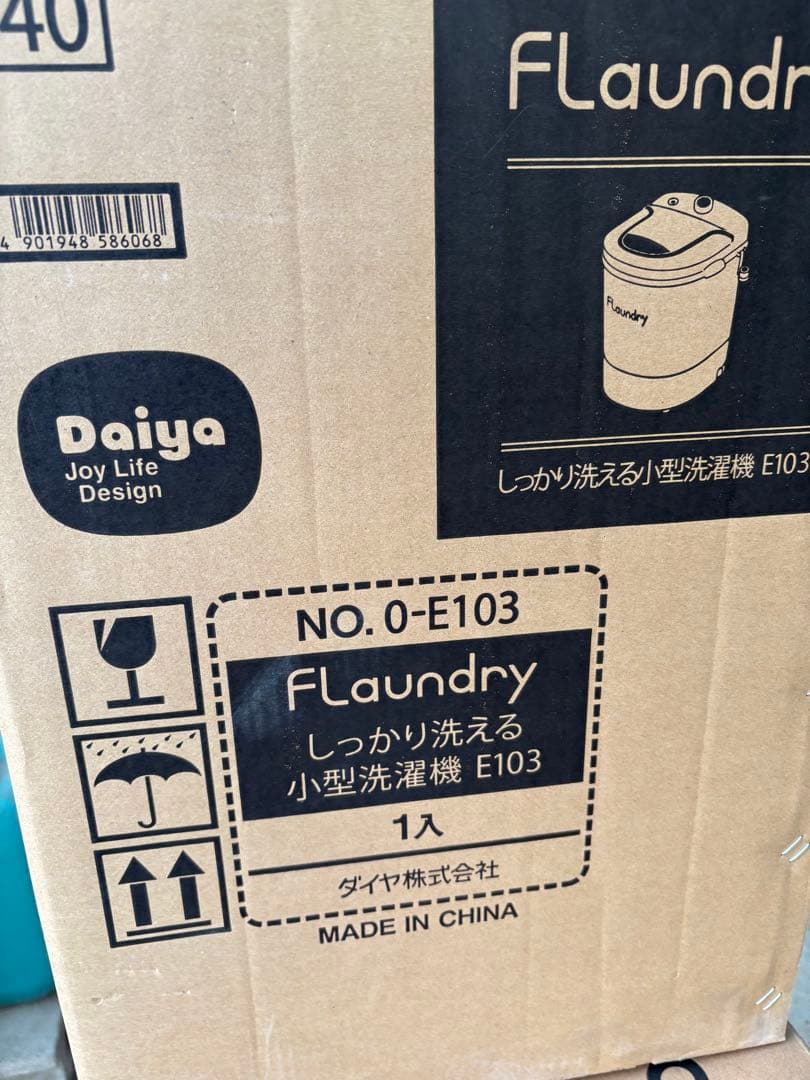 40
FLaundr
4 901948 586068
FLaundry
Daiya
Joy Life
Design
しっかり洗える小型洗濯機 E103
NO. 0-E103
FLaundry
しっかり洗える
小型洗濯機 E103
1入
ダイヤ株式会社
MADE IN CHINA